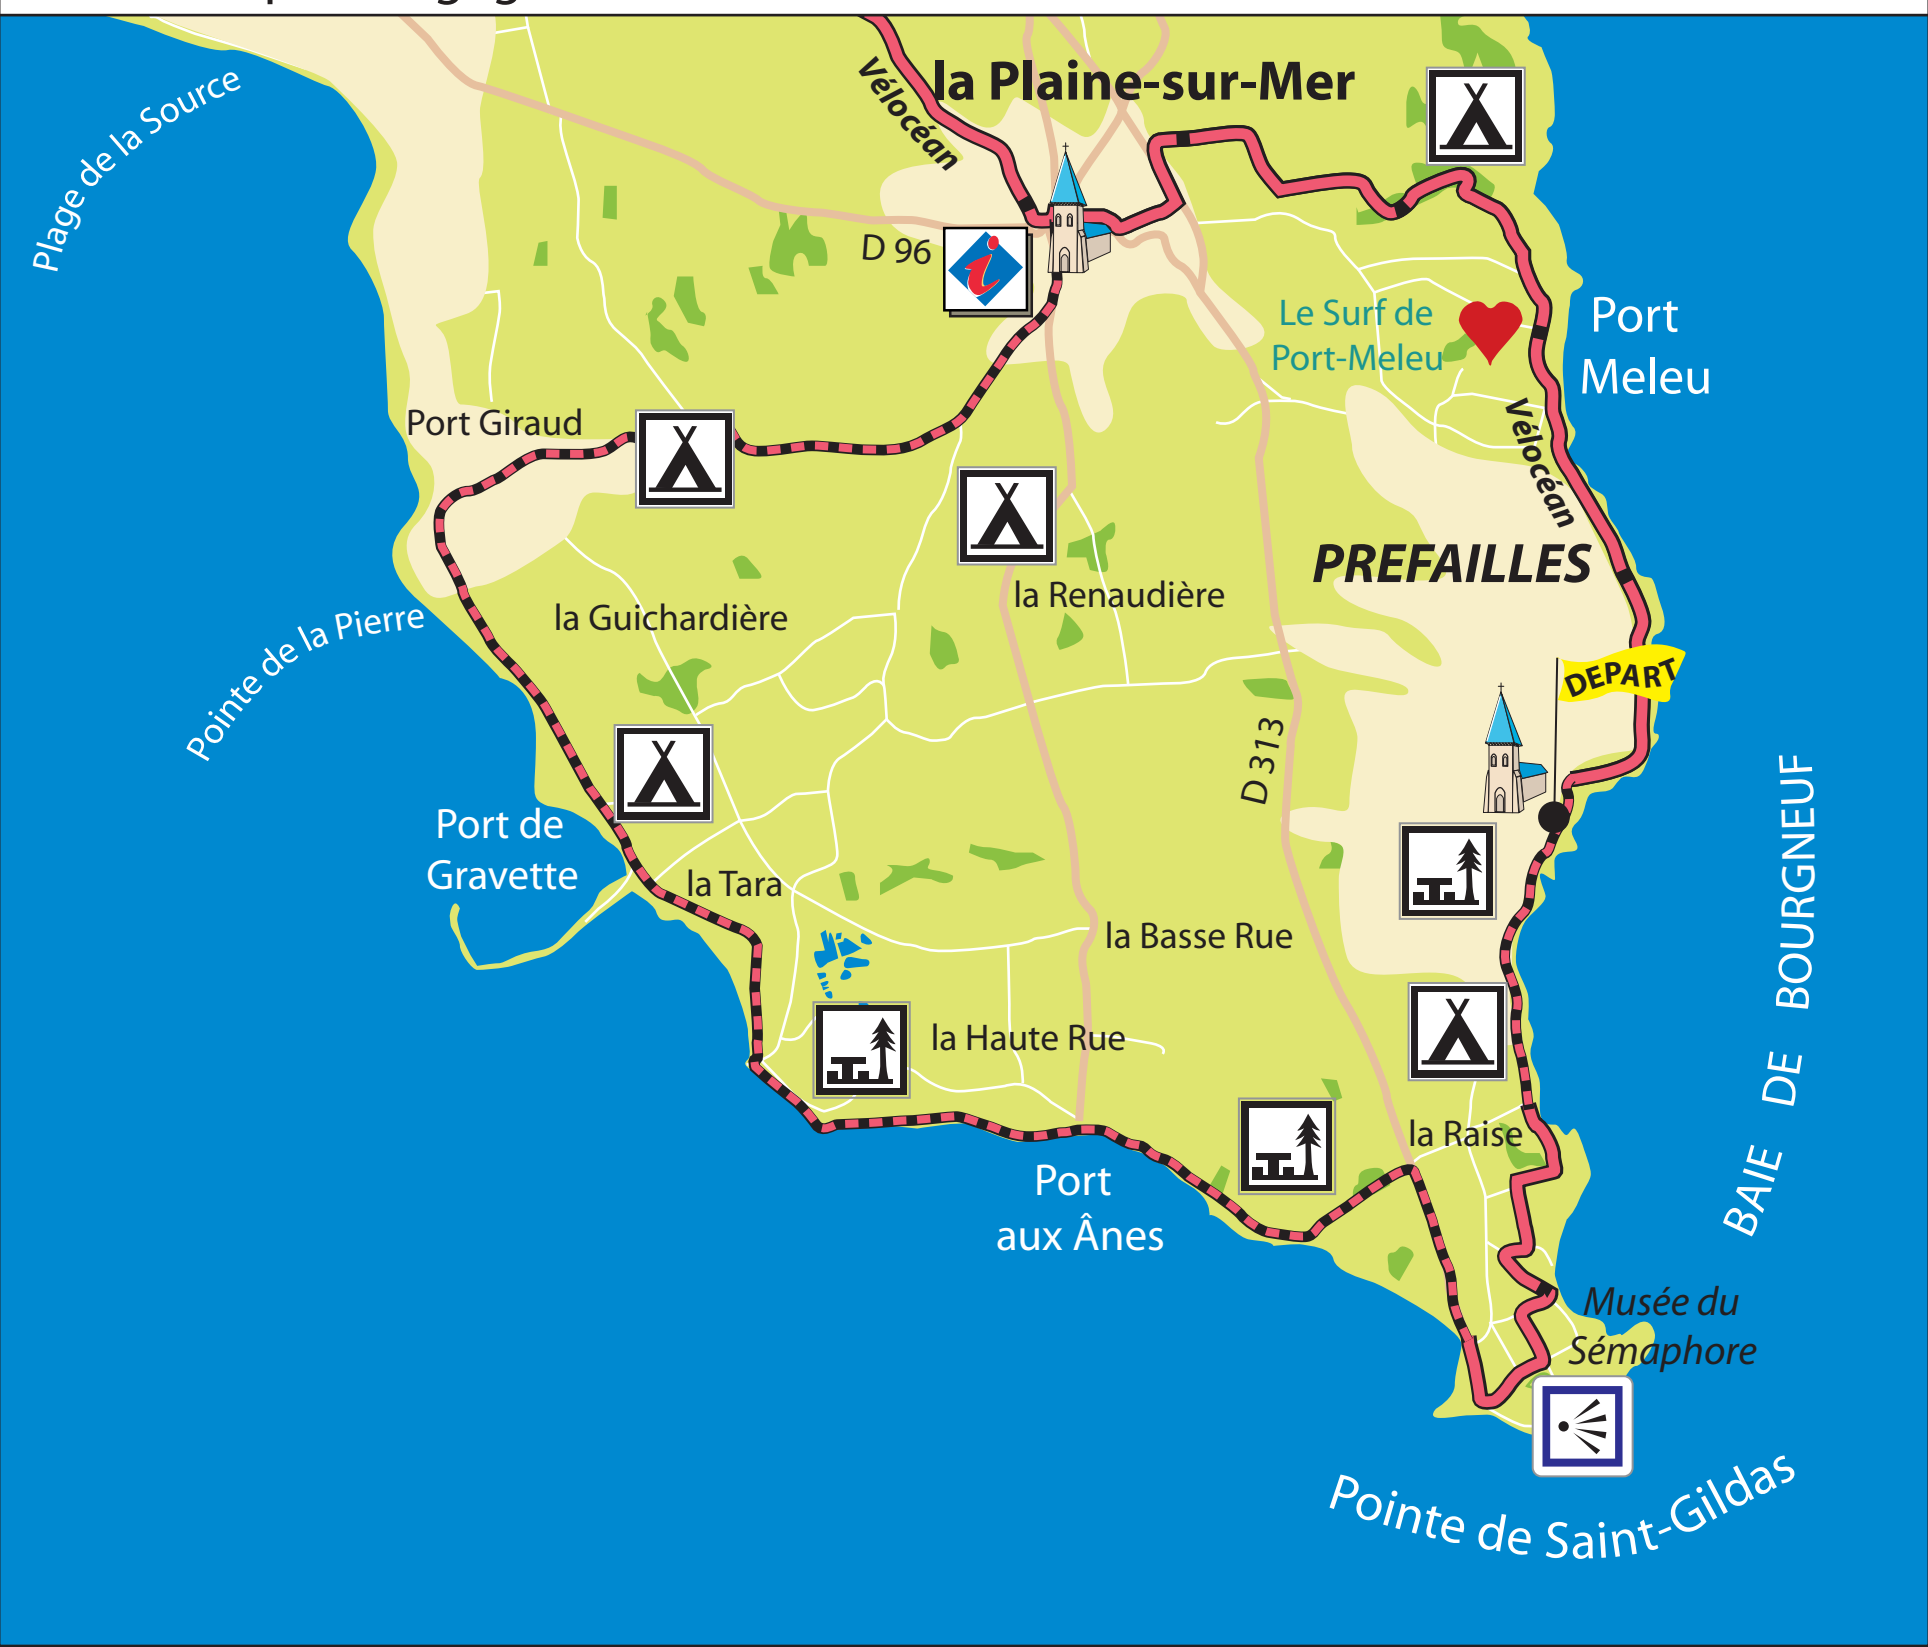 la Plaine-sur-Mer
Vélocéan
Plage de la Source
D 96
i
Le Surf de
Port-Meleu
Port
Meleu
Port Giraud
Vélocéan
PREFAILLES
la Renaudière
la Guichardière
Pointe de la Pierre
DEPART
D 313
Port de
Gravette
la Tara
la Basse Rue
BAIE DE BOURGNEUF
la Haute Rue
la Raise
Port
aux Ânes
Musée du
Sémaphore
Pointe de Saint-Gildas